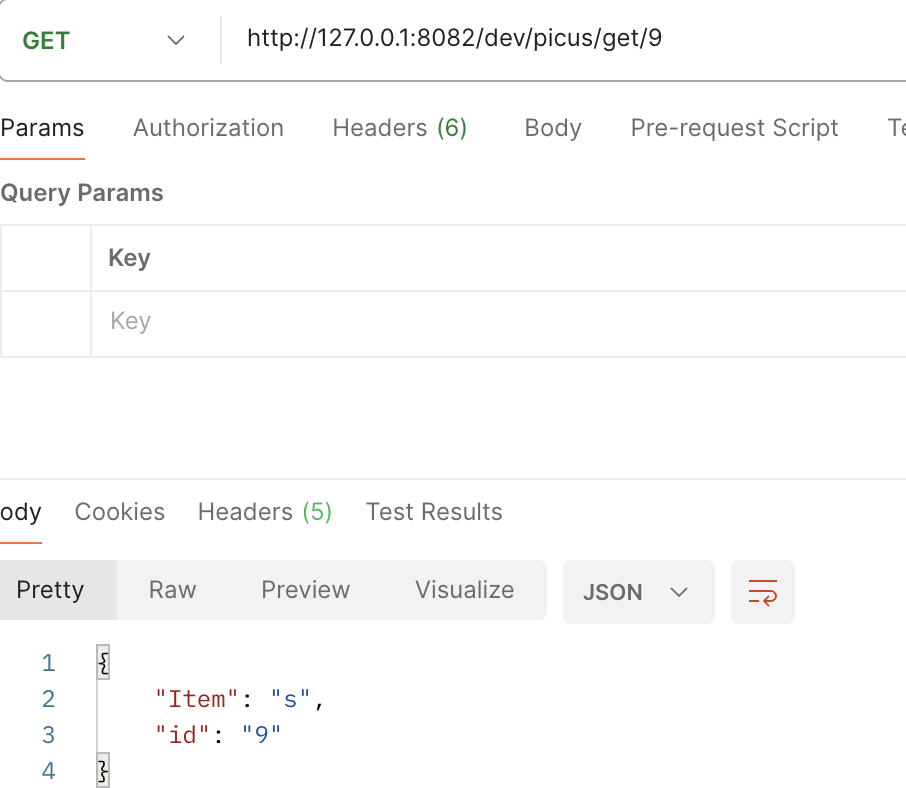 GET http://127.0.0.1:8082/dev/picus/get/9
Params Authorization Headers (6) Body Pre-request Script Te
Query Params
Key
Key
ody Cookies Headers (5) Test Results
Pretty Raw Preview Visualize JSON
1 {
2 "Item": "s",
3 "id": "9"
4 }